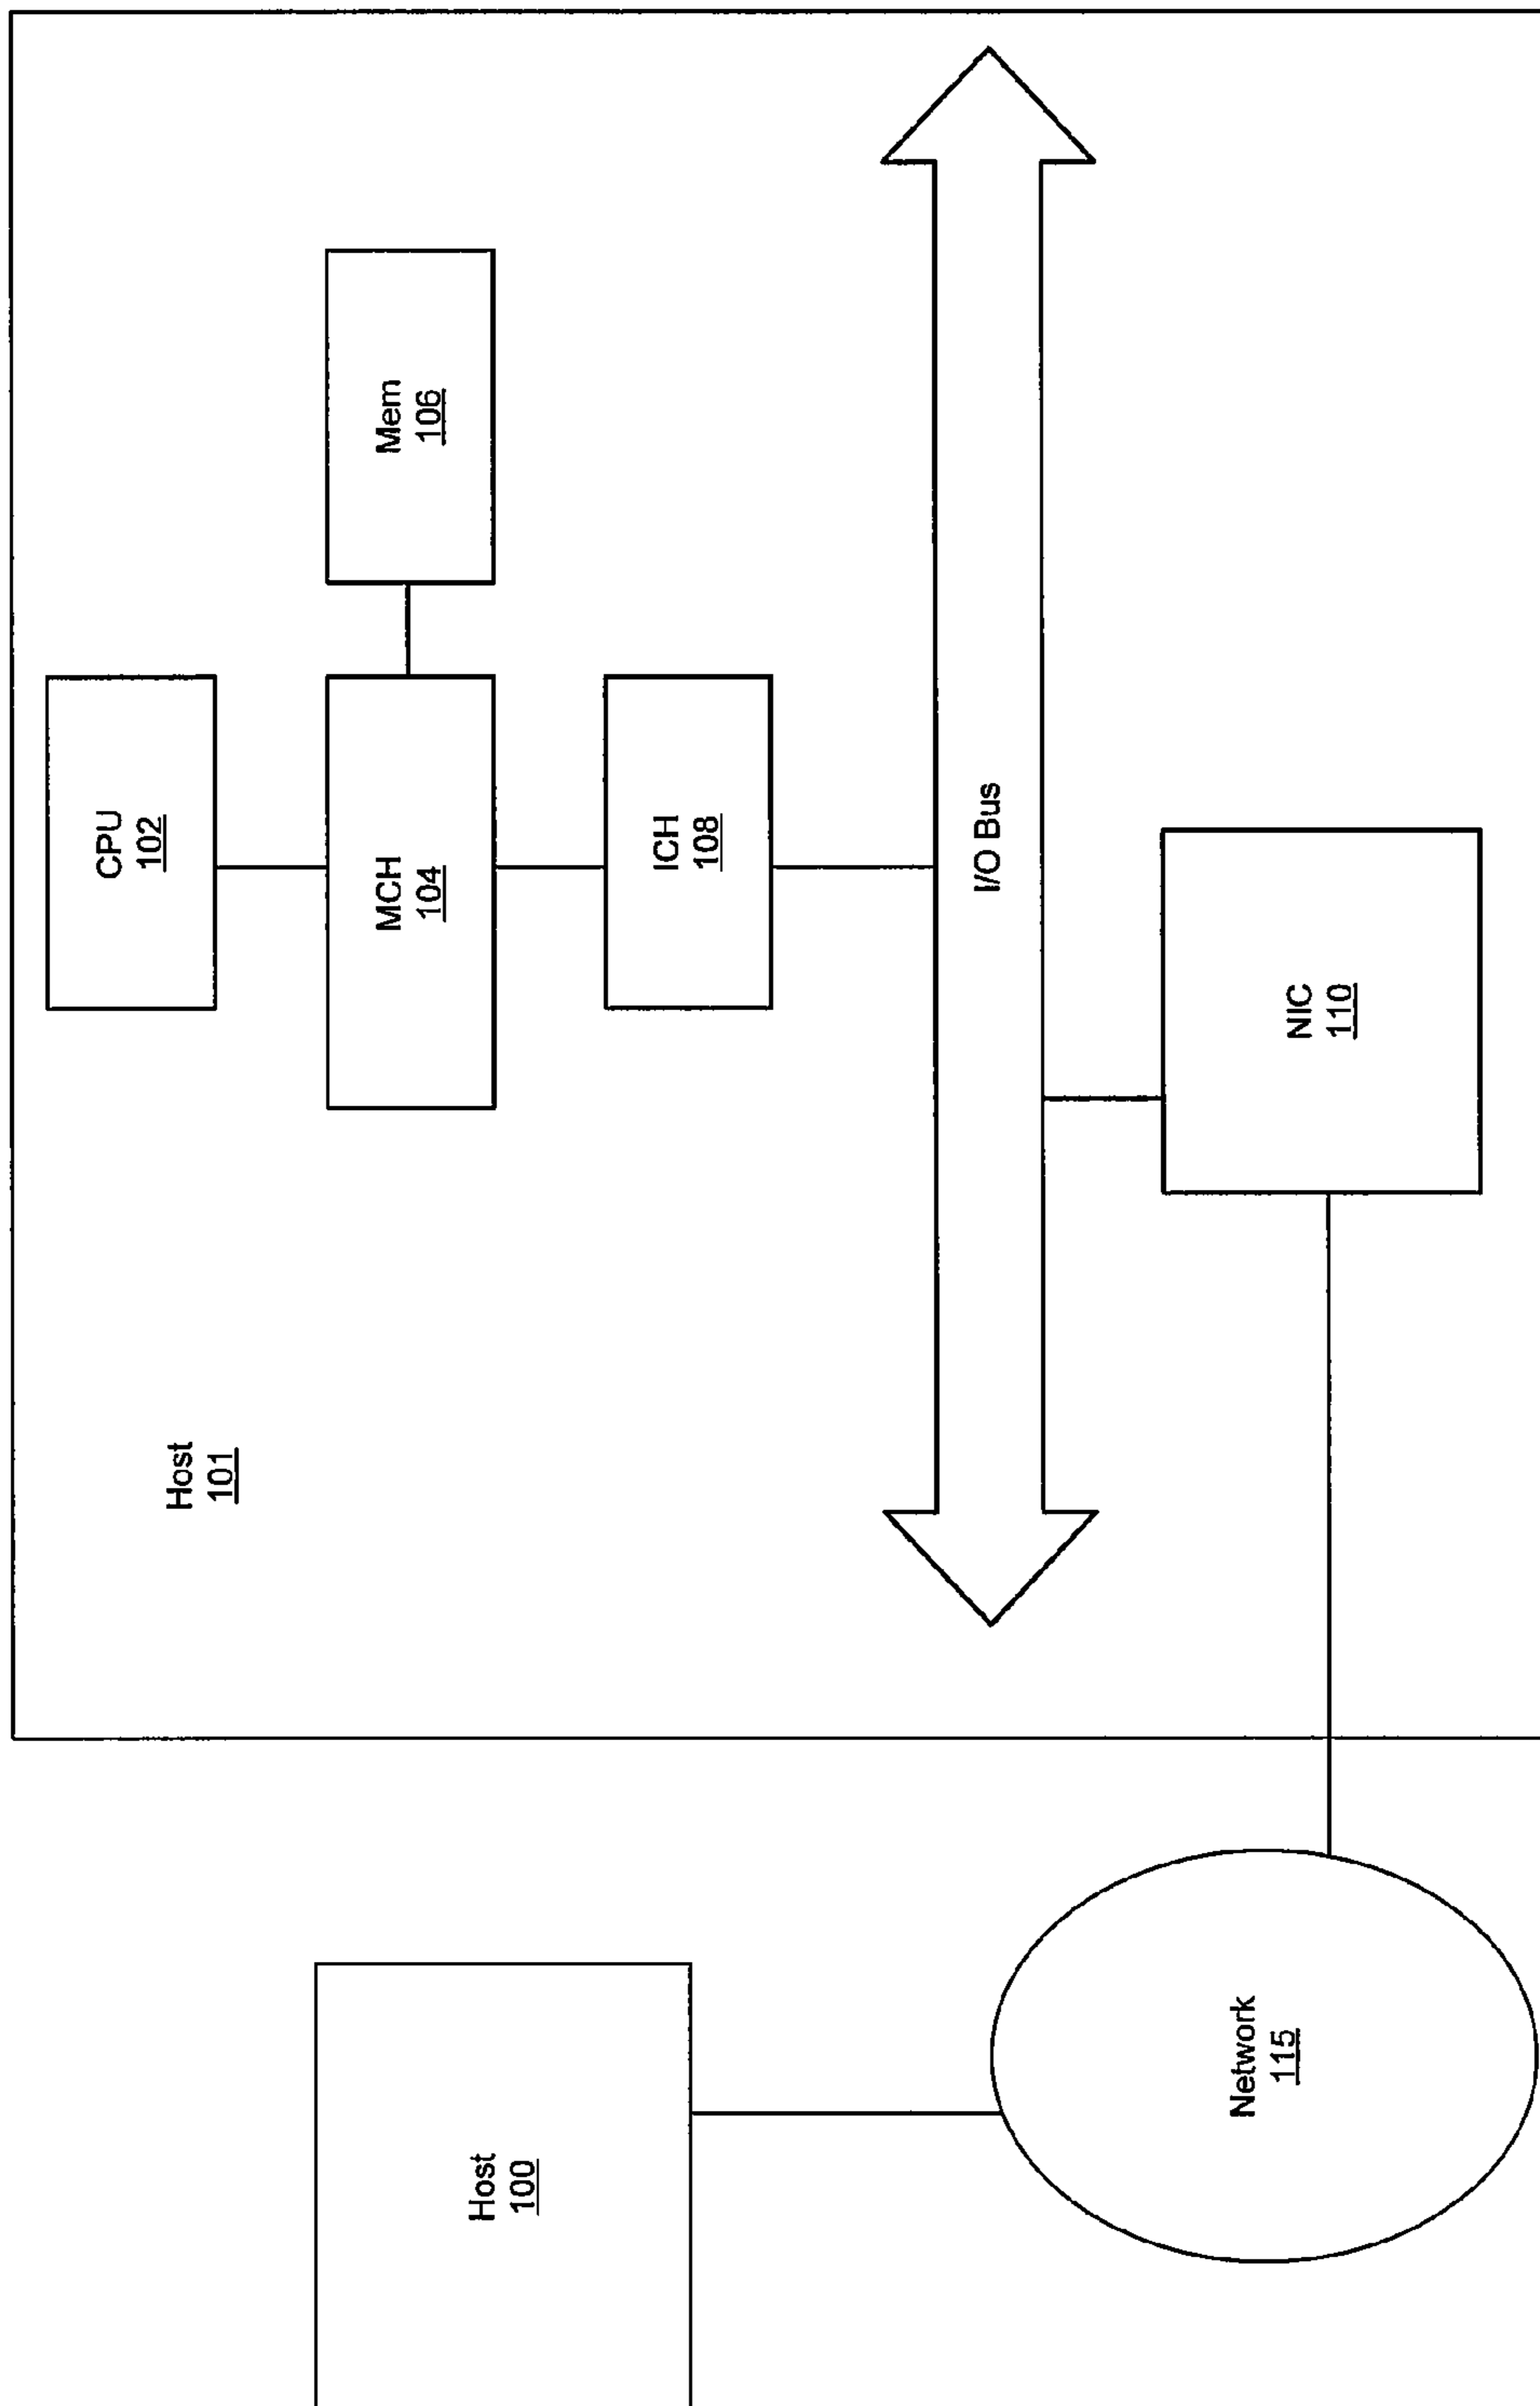 Host
100
Network
115
Host
101
CPU
102
MCH
104
Mem
106
ICH
108
I/O Bus
NIC
110